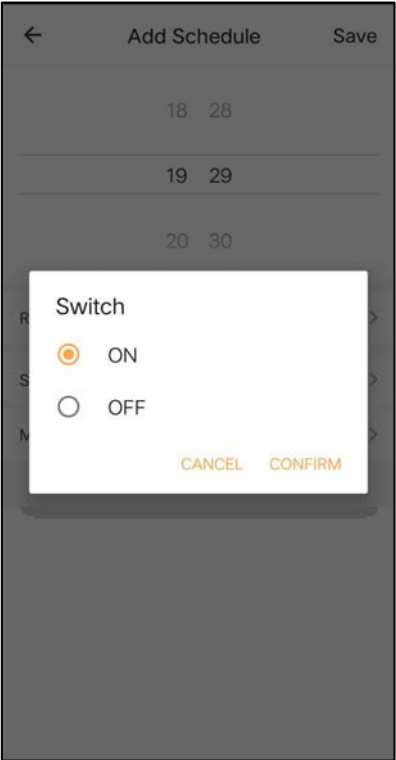 Add Schedule Save
18 28
19 29
20 30
R
S
M
Switch
ON
OFF
CANCEL CONFIRM